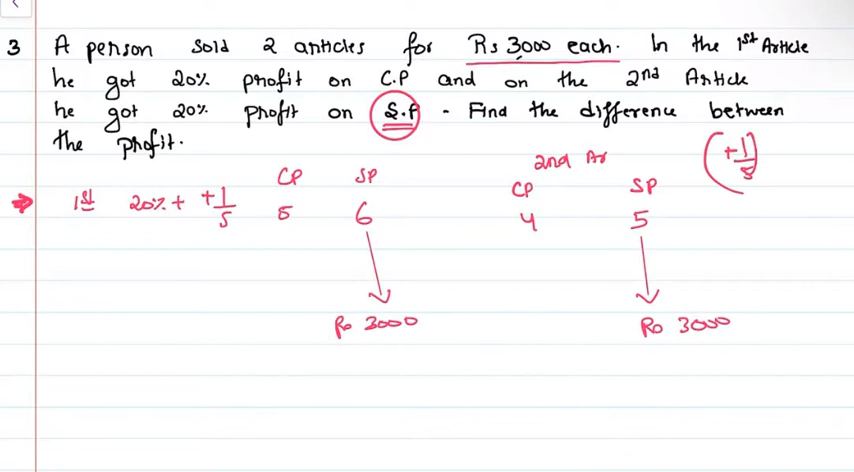 3 A person sold 2 articles for Rs 3000 each. In the 1st Article
he got 20% profit on C.P and on the 2nd Article
he got 20% profit on S.P - Find the difference between
the profit.
2nd Ar (+1/5)
CP SP CP SP
1st 20%+ +1/5 5 6 4 5
Rs 3000 Rs 3000